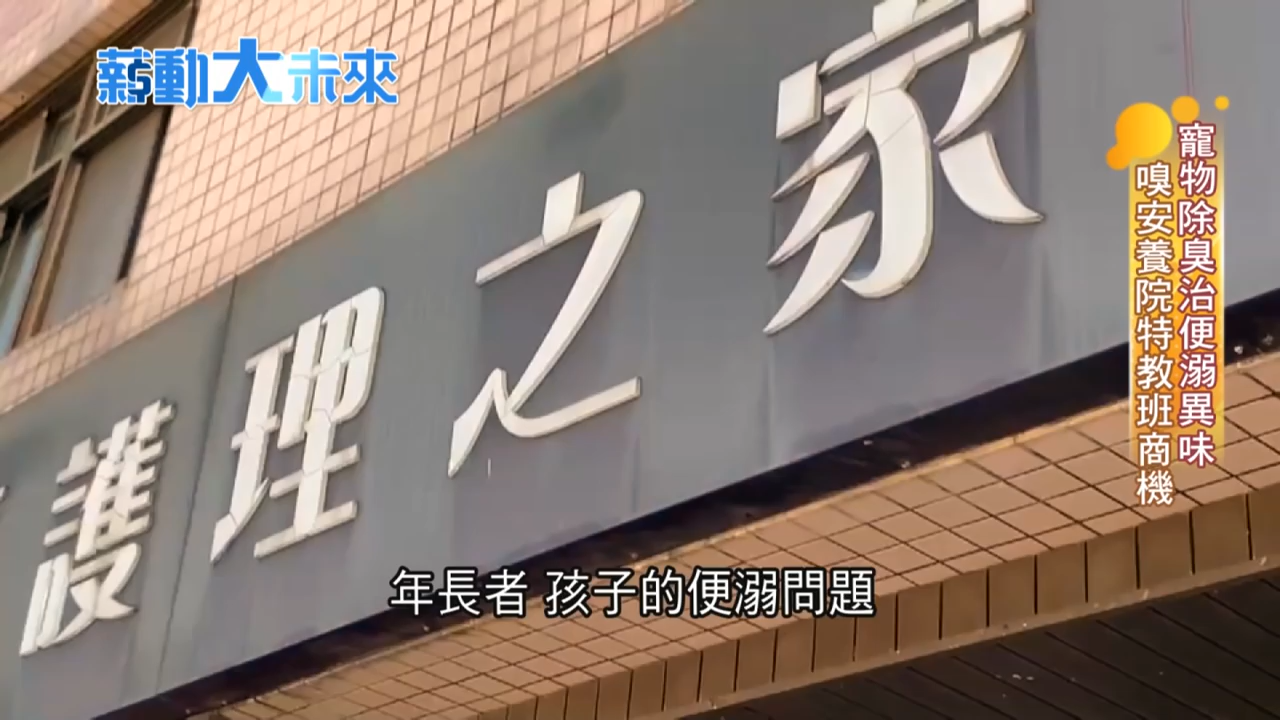 薪動大未來
寵物除臭治便溺異味
嗅安養院特教班商機
護理之家
年長者 孩子的便溺問題